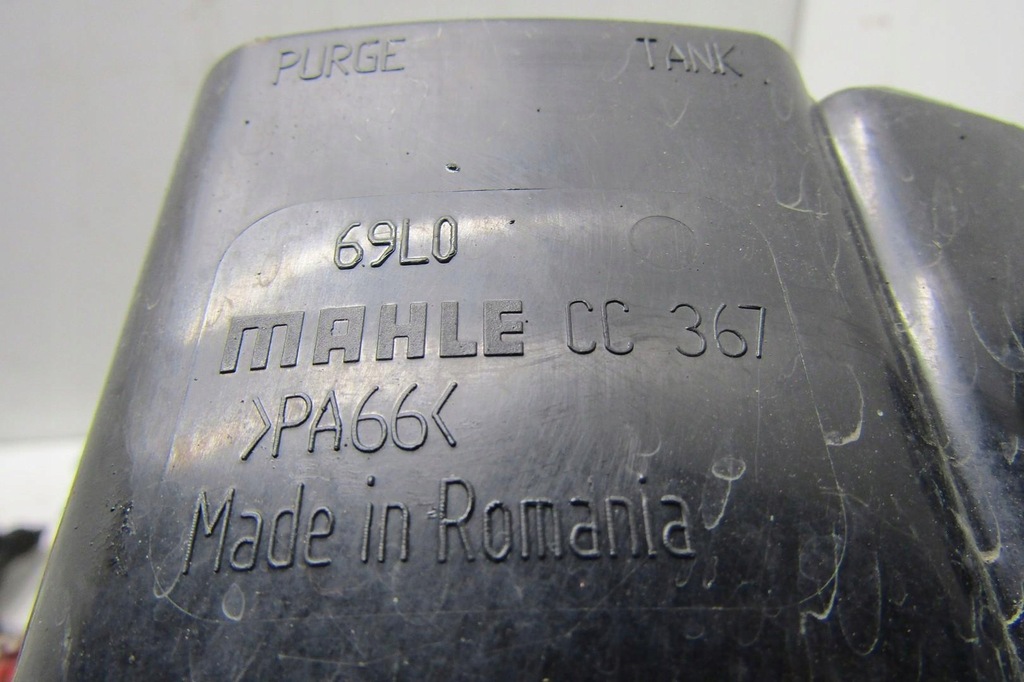 PURGE TANK
69L0
MAHLE CC 367
>PA66<
Made in Romania